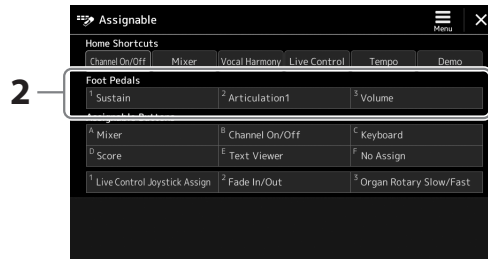 Assignable
Menu
Home Shortcuts
Channel On/Off Mixer Vocal Harmony Live Control Tempo Demo
2
Foot Pedals
1 Sustain 2 Articulation1 3 Volume
Assignable Buttons
A Mixer B Channel On/Off C Keyboard
D Score E Text Viewer F No Assign
1 Live Control Joystick Assign 2 Fade In/Out 3 Organ Rotary Slow/Fast